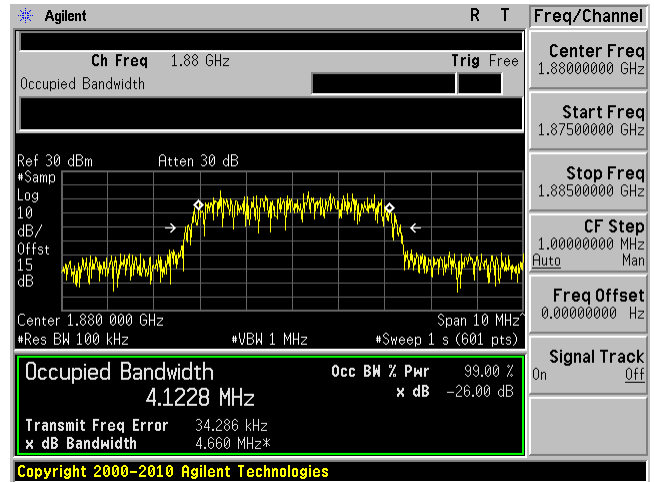 Agilent R T Freq/Channel
Ch Freq 1.88 GHz Trig Free
Occupied Bandwidth
Center Freq
1.88000000 GHz
Start Freq
1.87500000 GHz
Stop Freq
1.88500000 GHz
CF Step
1.00000000 MHz
Auto Man
Freq Offset
0.00000000 Hz
Signal Track
On Off
Ref 30 dBm Atten 30 dB
#Samp
Log
10
dB/
Offst
15
dB
Center 1.880 000 GHz Span 10 MHz^
#Res BW 100 kHz #VBW 1 MHz #Sweep 1 s (601 pts)
Occupied Bandwidth
4.1228 MHz
Occ BW % Pwr 99.00 %
x dB -26.00 dB
Transmit Freq Error 34.286 kHz
x dB Bandwidth 4.660 MHz*
Copyright 2000-2010 Agilent Technologies